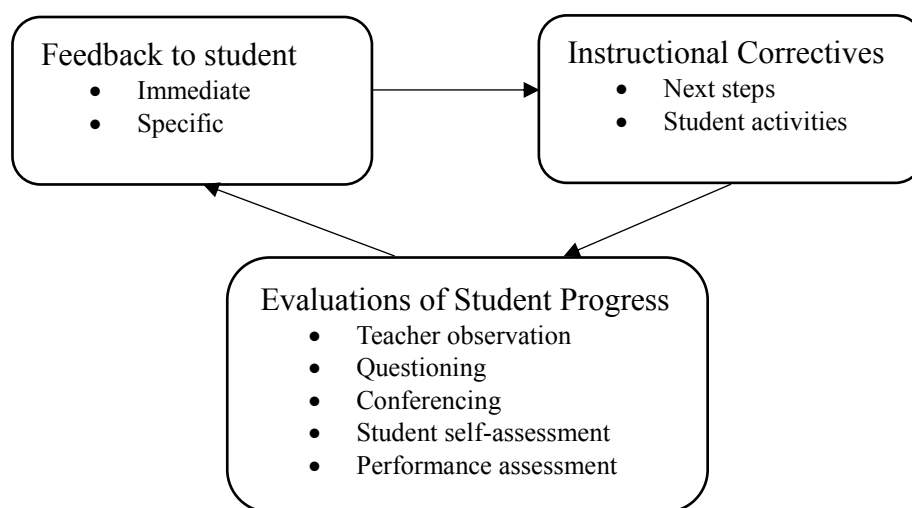 Feedback to student
• Immediate
• Specific
Instructional Correctives
• Next steps
• Student activities
Evaluations of Student Progress
• Teacher observation
• Questioning
• Conferencing
• Student self-assessment
• Performance assessment